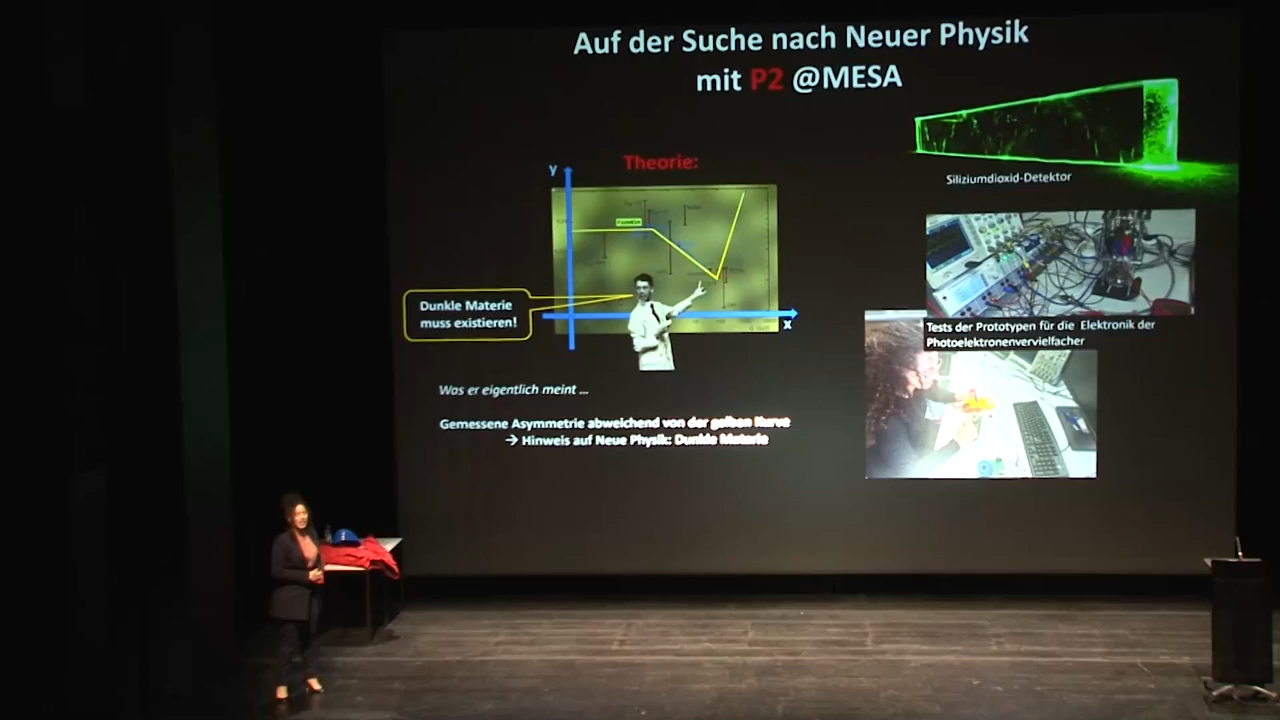 Auf der Suche nach Neuer Physik
mit P2 @MESA
Theorie:
y
x
Dunkle Materie
muss existieren!
Was er eigentlich meint ...
Gemessene Asymmetrie abweichend von der gelben Kurve
→ Hinweis auf Neue Physik: Dunkle Materie
Siliziumdioxid-Detektor
Tests der Prototypen für die Elektronik der
Photoelektronenvervielfacher